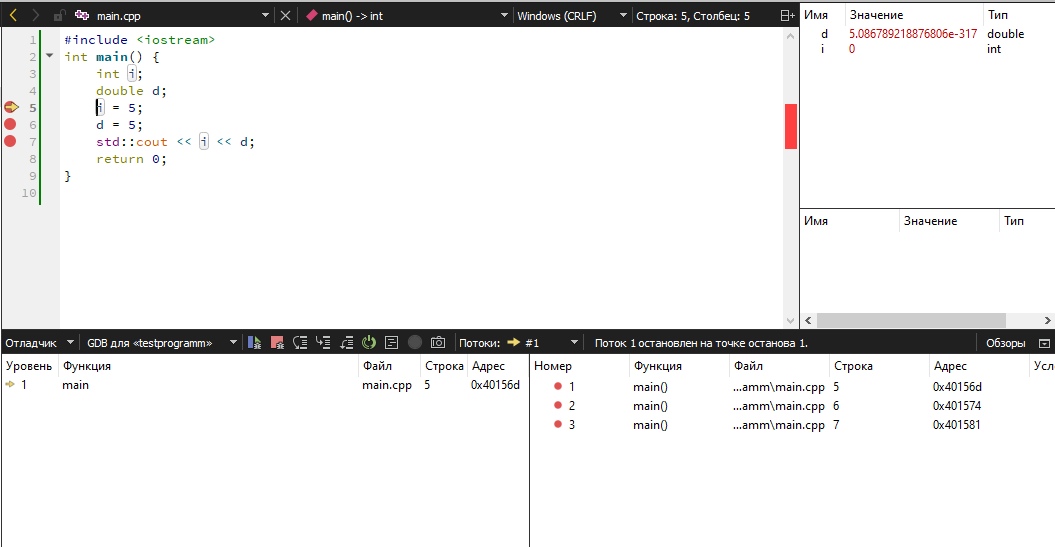 main.cpp main() -> int Windows (CRLF) Строка: 5, Столбец: 5
1 #include <iostream>
2 int main() {
3 int i;
4 double d;
5 i = 5;
6 d = 5;
7 std::cout << i << d;
8 return 0;
9 }
10
Имя Значение Тип
d 5.086789218876806e-317 double
i 0 int
Имя Значение Тип
Отладчик GDB для «testprogramm» Потоки: #1 Поток 1 остановлен на точке останова 1. Обзоры
Уровень Функция Файл Строка Адрес
1 main main.cpp 5 0x40156d
Номер Функция Файл Строка Адрес Усл
1 main() ...amm\main.cpp 5 0x40156d
2 main() ...amm\main.cpp 6 0x401574
3 main() ...amm\main.cpp 7 0x401581